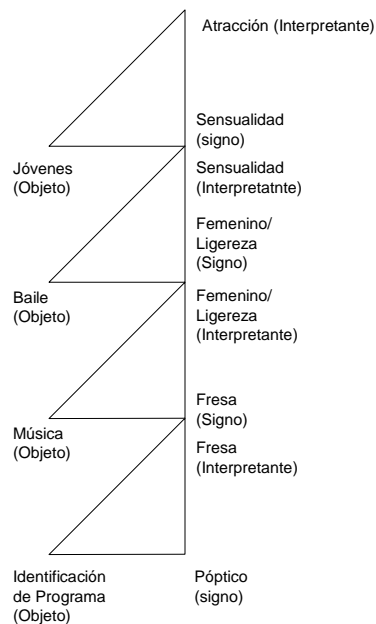 Atracción (Interpretante)
Sensualidad
(signo)
Jóvenes
(Objeto)
Sensualidad
(Interpretatnte)
Femenino/
Ligereza
(Signo)
Baile
(Objeto)
Femenino/
Ligereza
(Interpretante)
Fresa
(Signo)
Música
(Objeto)
Fresa
(Interpretante)
Identificación
de Programa
(Objeto)
Póptico
(signo)